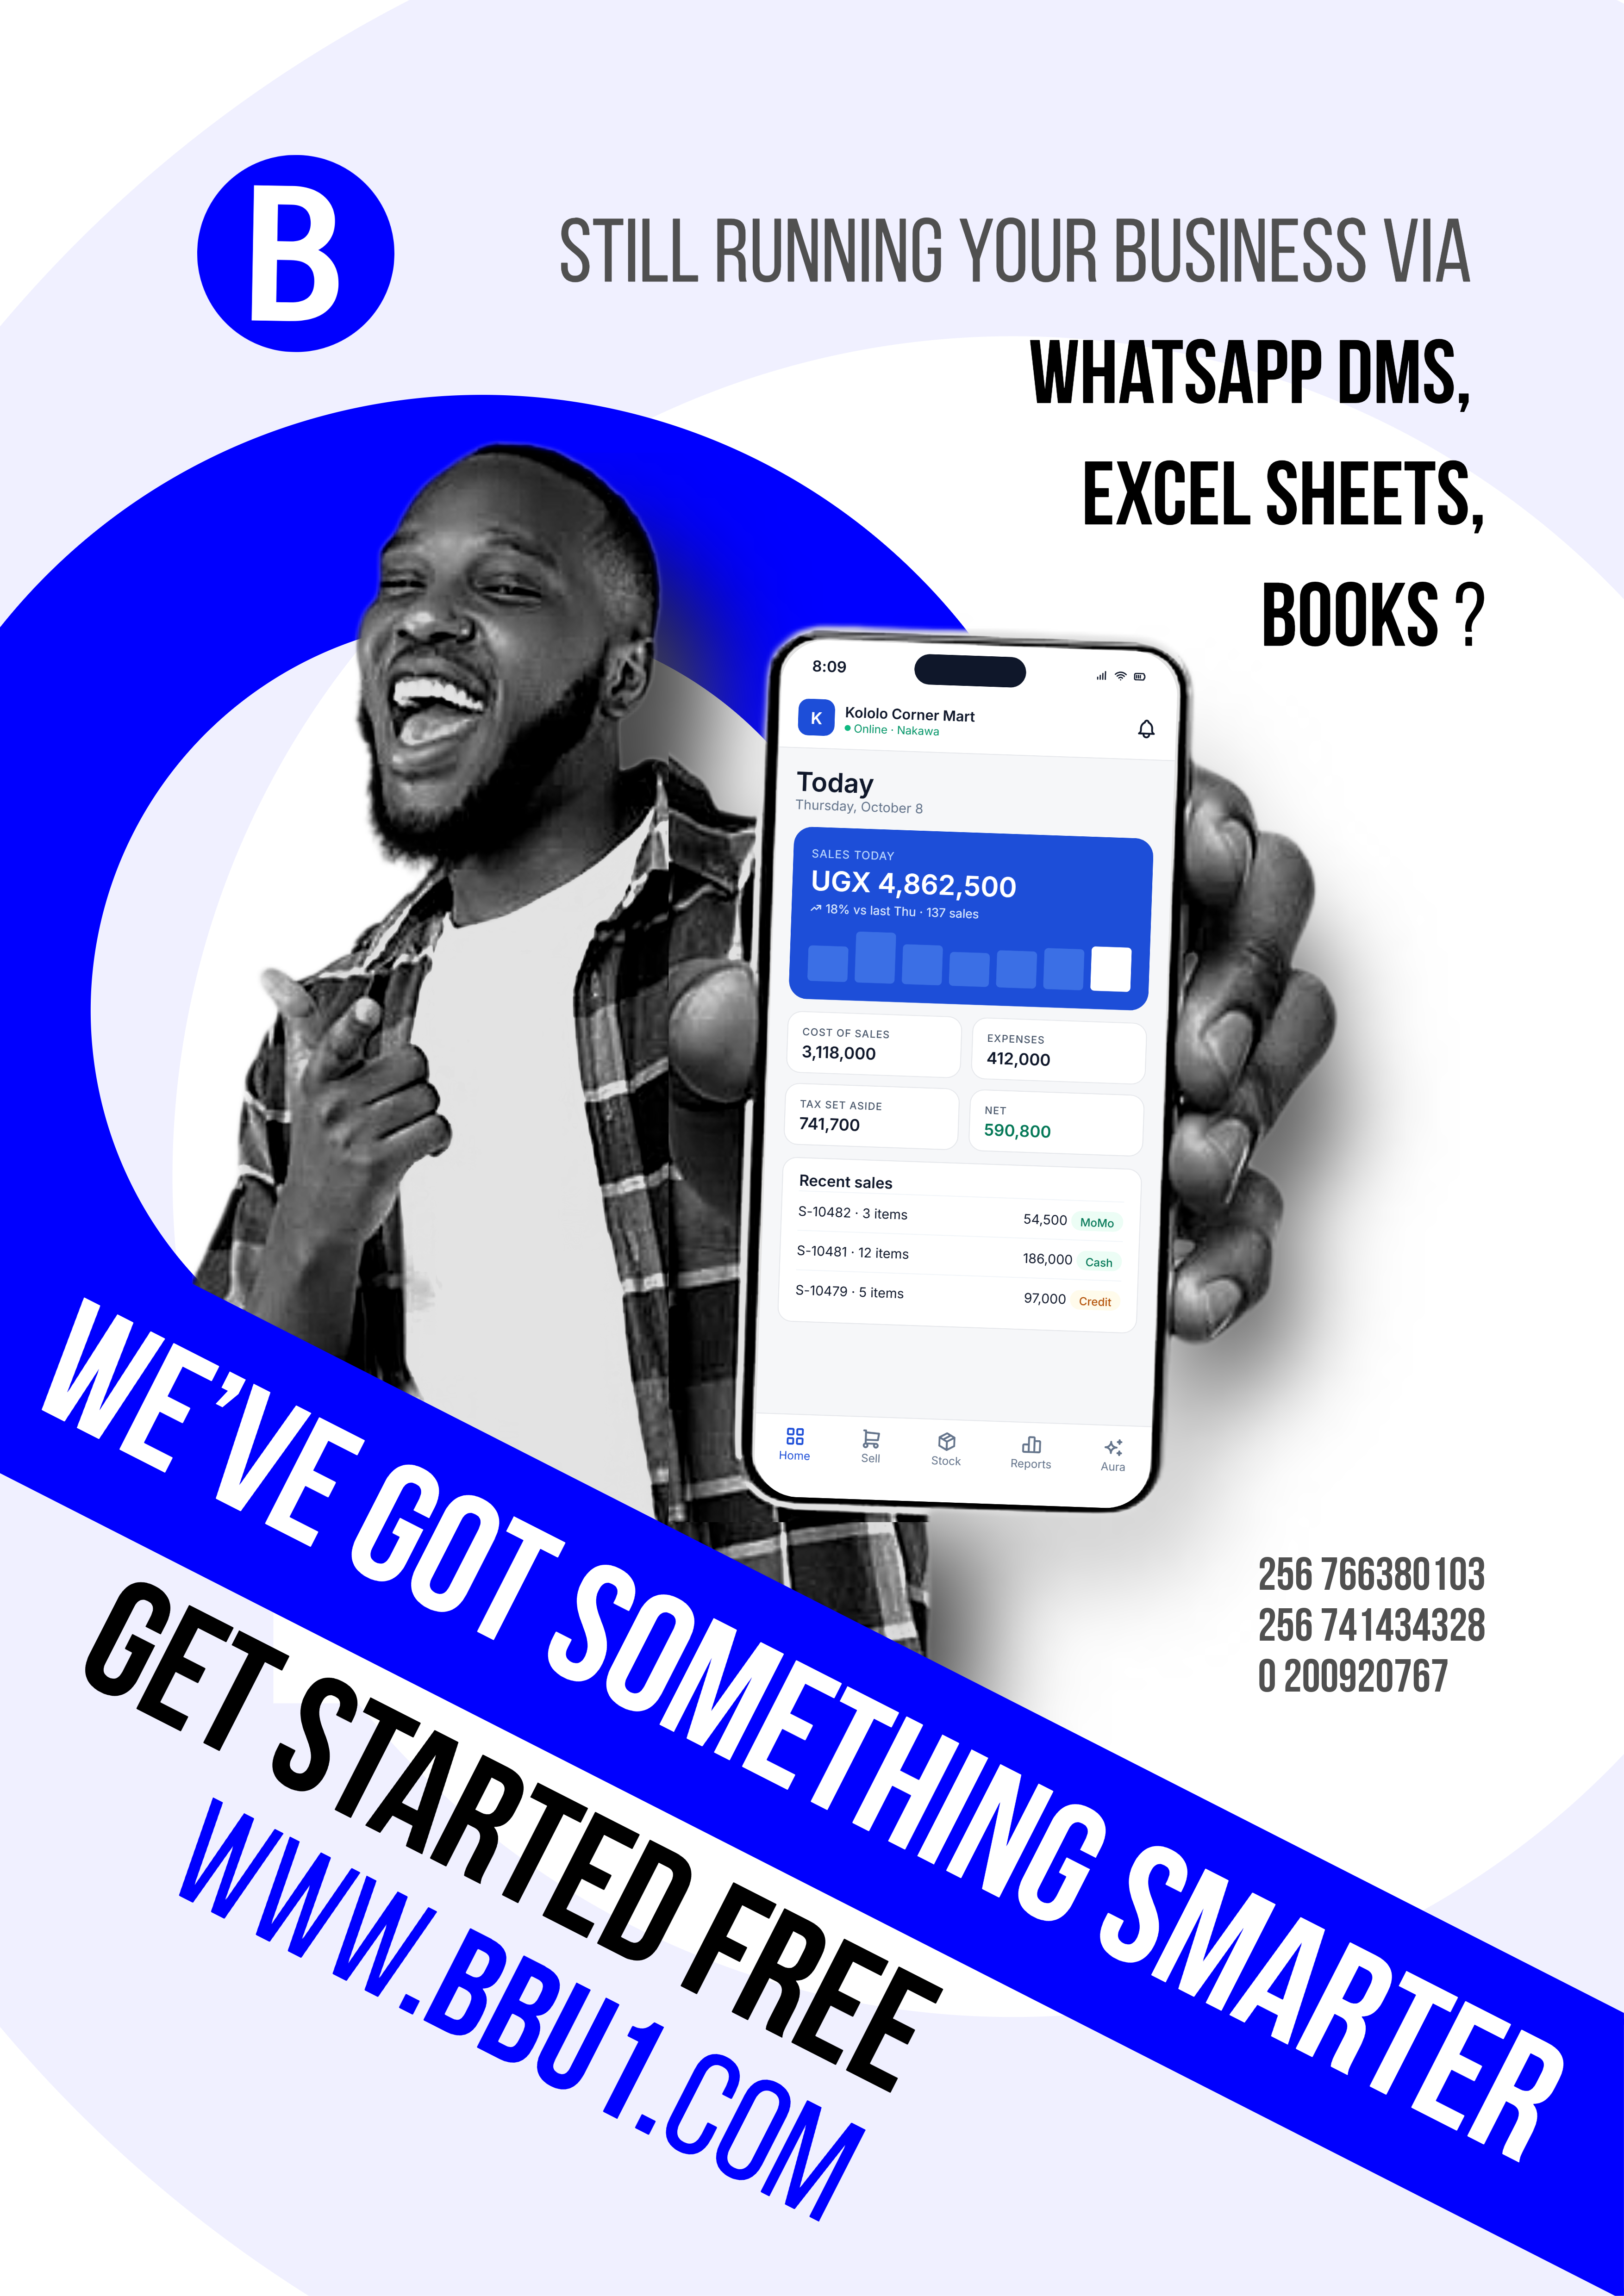 B
STILL RUNNING YOUR BUSINESS VIA
WHATSAPP DMS,
EXCEL SHEETS,
BOOKS ?
8:09
K
Kololo Corner Mart
Online · Nakawa
Today
Thursday, October 8
SALES TODAY
UGX 4,862,500
18% vs last Thu · 137 sales
COST OF SALES
3,118,000
EXPENSES
412,000
TAX SET ASIDE
741,700
NET
590,800
Recent sales
S-10482 · 3 items 54,500 MoMo
S-10481 · 12 items 186,000 Cash
S-10479 · 5 items 97,000 Credit
Home Sell Stock Reports Aura
256 766380103
256 741434328
0 200920767
WE'VE GOT SOMETHING SMARTER
GET STARTED FREE
WWW.BBU1.COM